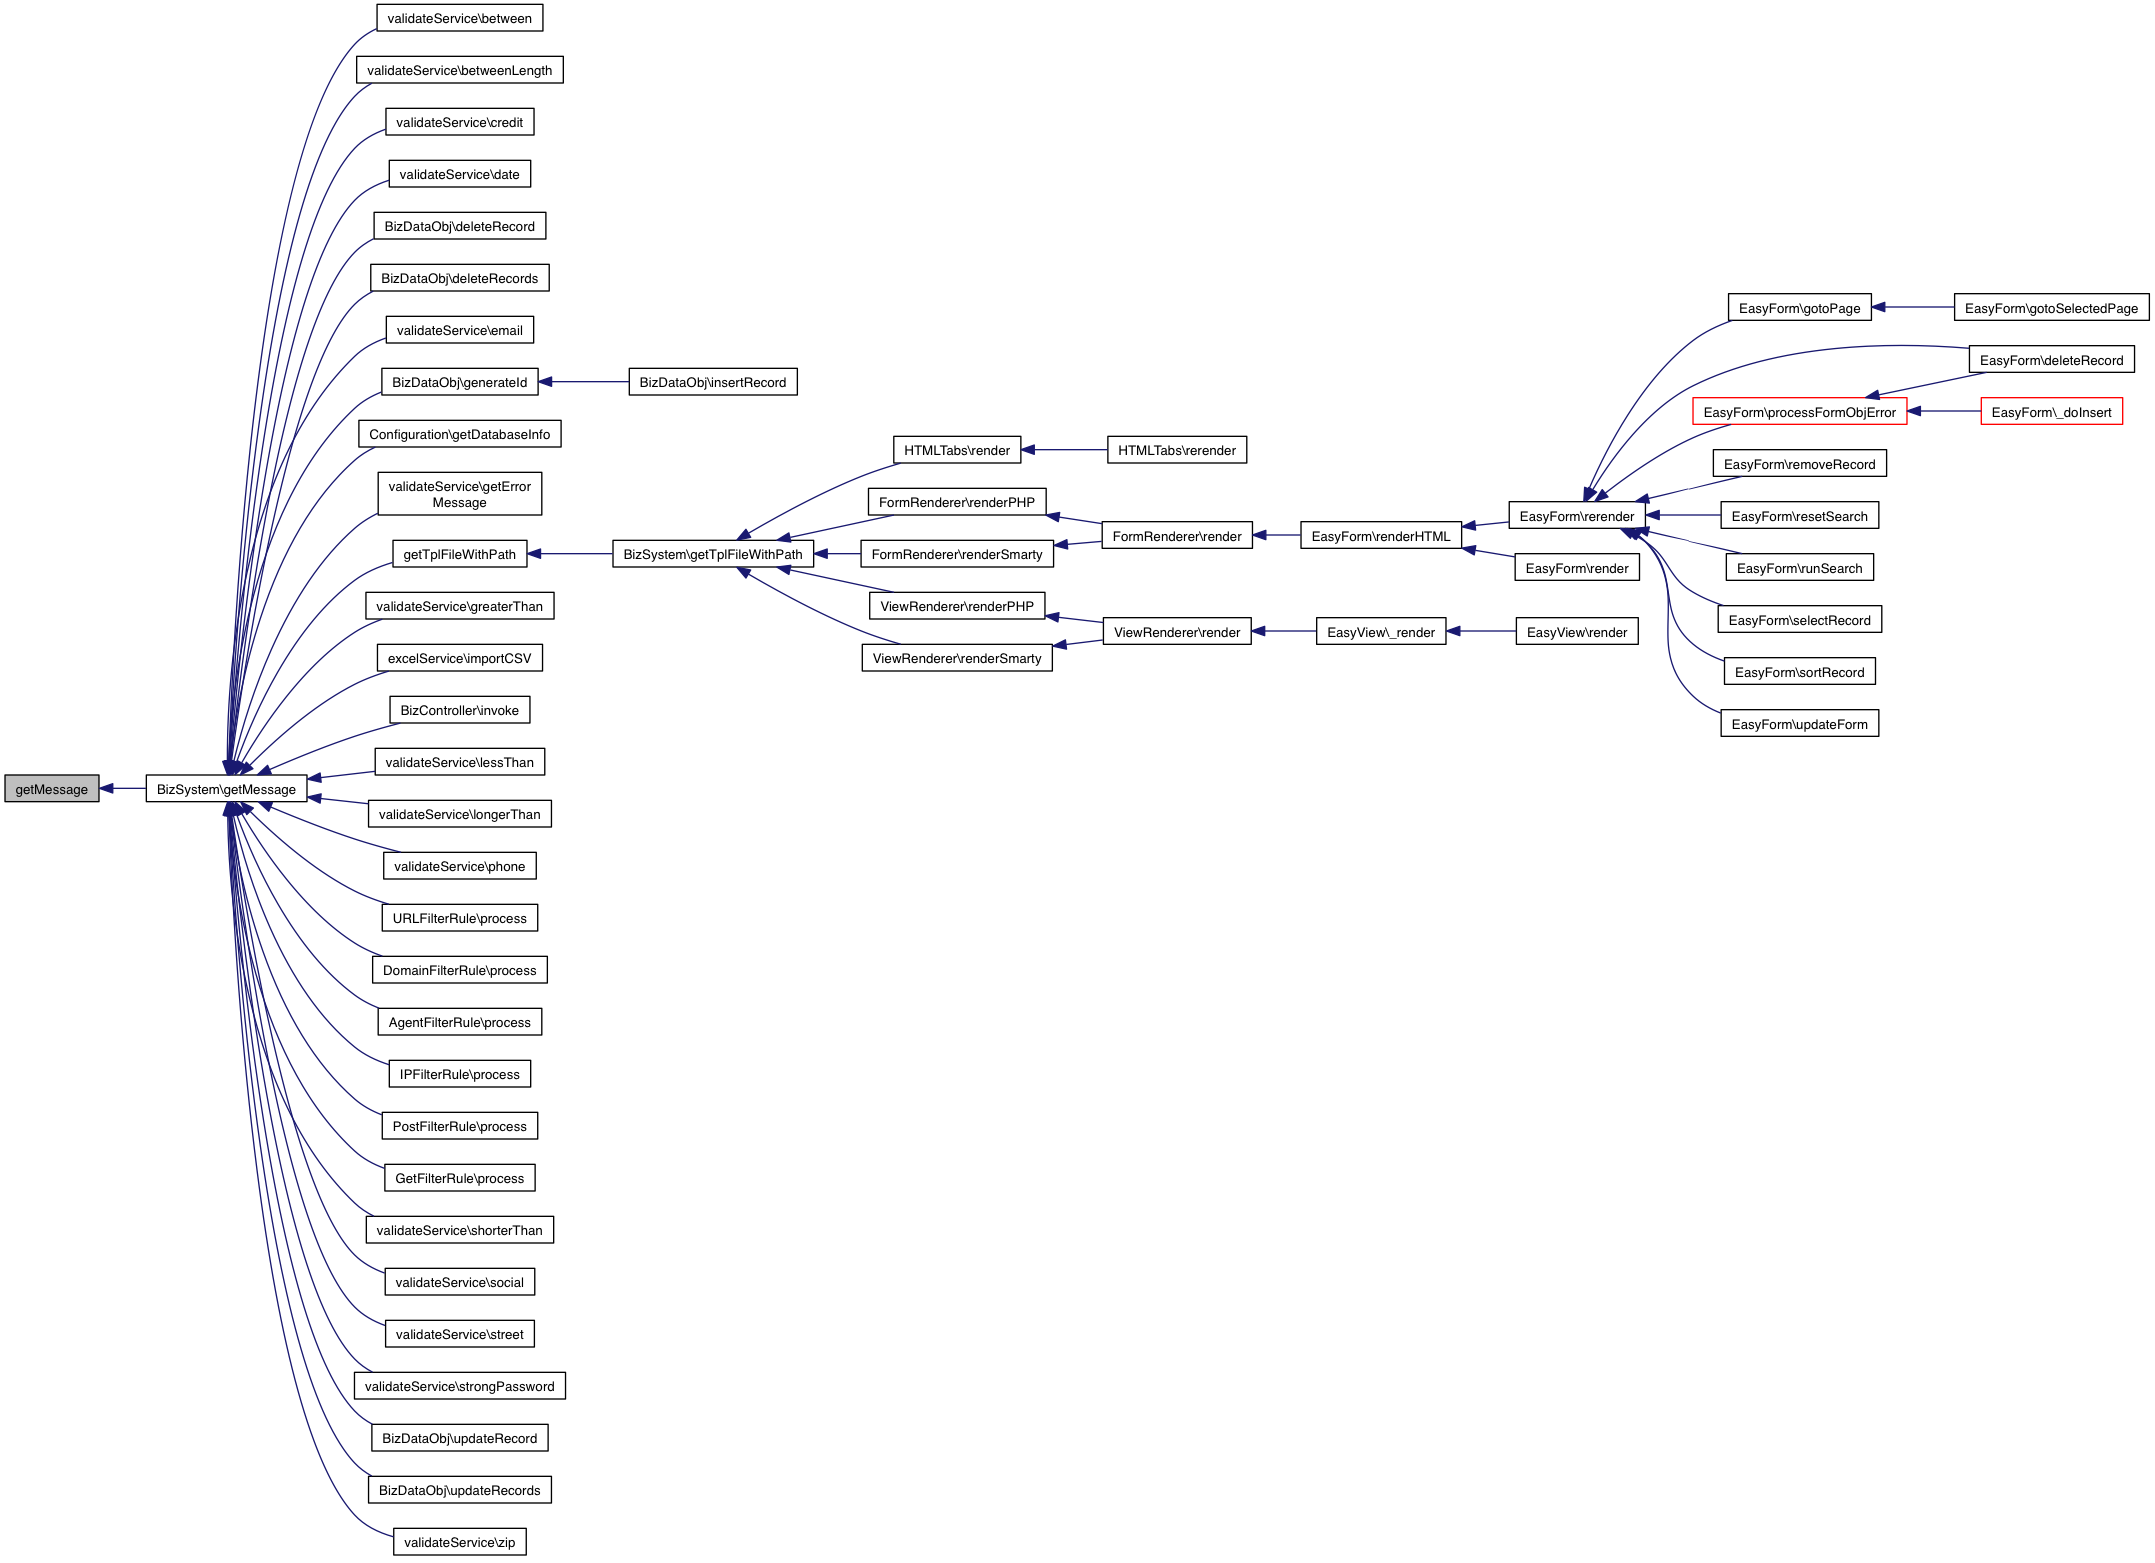 validateService\between
validateService\betweenLength
validateService\credit
validateService\date
BizDataObj\deleteRecord
BizDataObj\deleteRecords
validateService\email
BizDataObj\generateId
BizDataObj\insertRecord
Configuration\getDatabaseInfo
validateService\getError
Message
getTplFileWithPath
BizSystem\getTplFileWithPath
validateService\greaterThan
excelService\importCSV
BizController\invoke
validateService\lessThan
getMessage
BizSystem\getMessage
validateService\longerThan
validateService\phone
URLFilterRule\process
DomainFilterRule\process
AgentFilterRule\process
IPFilterRule\process
PostFilterRule\process
GetFilterRule\process
validateService\shorterThan
validateService\social
validateService\street
validateService\strongPassword
BizDataObj\updateRecord
BizDataObj\updateRecords
validateService\zip
HTMLTabs\render
HTMLTabs\rerender
FormRenderer\renderPHP
FormRenderer\renderSmarty
FormRenderer\render
ViewRenderer\renderPHP
ViewRenderer\renderSmarty
ViewRenderer\render
EasyForm\renderHTML
EasyView\_render
EasyForm\rerender
EasyForm\render
EasyView\render
EasyForm\gotoPage
EasyForm\gotoSelectedPage
EasyForm\deleteRecord
EasyForm\processFormObjError
EasyForm\_doInsert
EasyForm\removeRecord
EasyForm\resetSearch
EasyForm\runSearch
EasyForm\selectRecord
EasyForm\sortRecord
EasyForm\updateForm